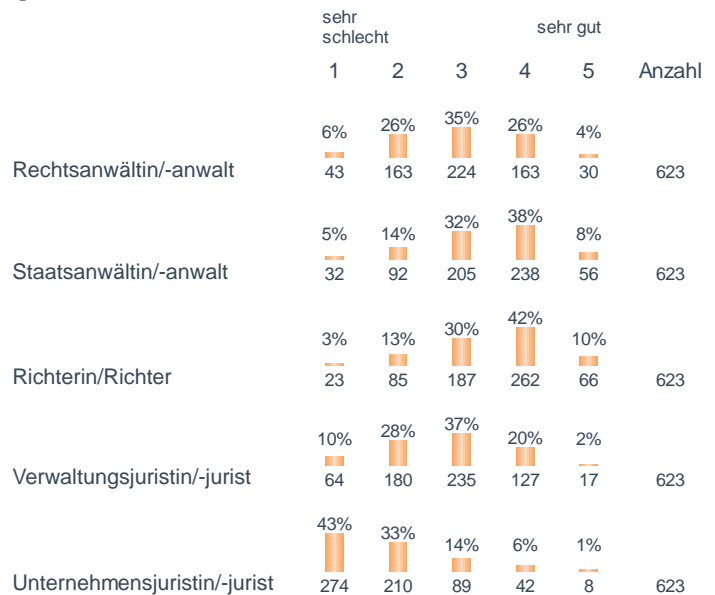 sehr
schlecht
sehr gut
1 2 3 4 5 Anzahl
6% 26% 35% 26% 4%
Rechtsanwältin/-anwalt 43 163 224 163 30 623
5% 14% 32% 38% 8%
Staatsanwältin/-anwalt 32 92 205 238 56 623
3% 13% 30% 42% 10%
Richterin/Richter 23 85 187 262 66 623
10% 28% 37% 20% 2%
Verwaltungsjuristin/-jurist 64 180 235 127 17 623
43% 33% 14% 6% 1%
Unternehmensjuristin/-jurist 274 210 89 42 8 623